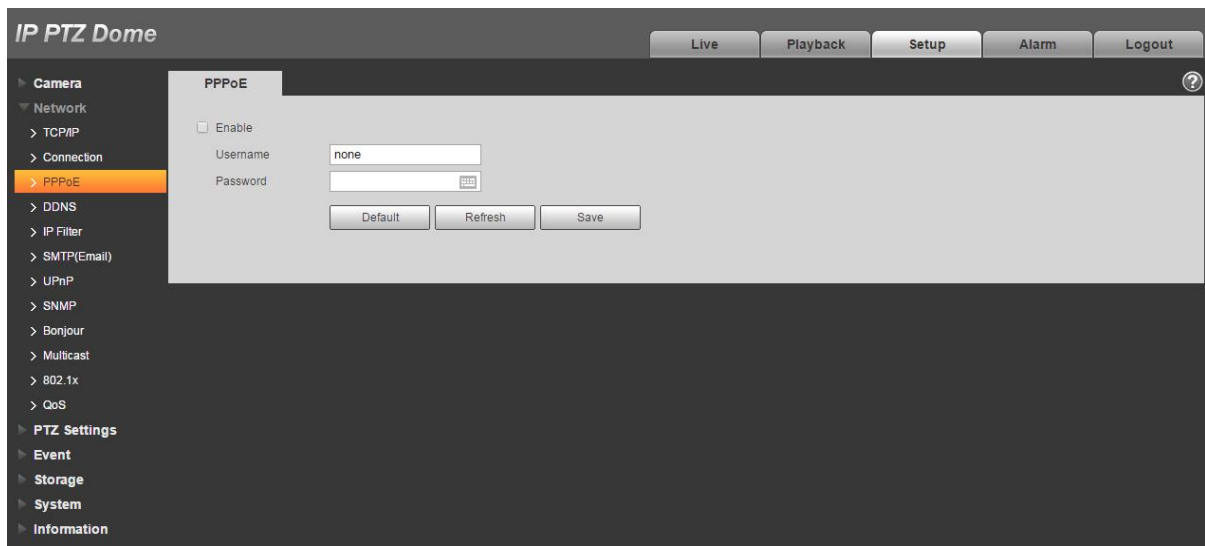 IP PTZ Dome
Live Playback Setup Alarm Logout
Camera
Network
TCP/IP
Connection
PPPoE
DDNS
IP Filter
SMTP(Email)
UPnP
SNMP
Bonjour
Multicast
802.1x
QoS
PTZ Settings
Event
Storage
System
Information
PPPoE
?
Enable
Username none
Password
Default Refresh Save